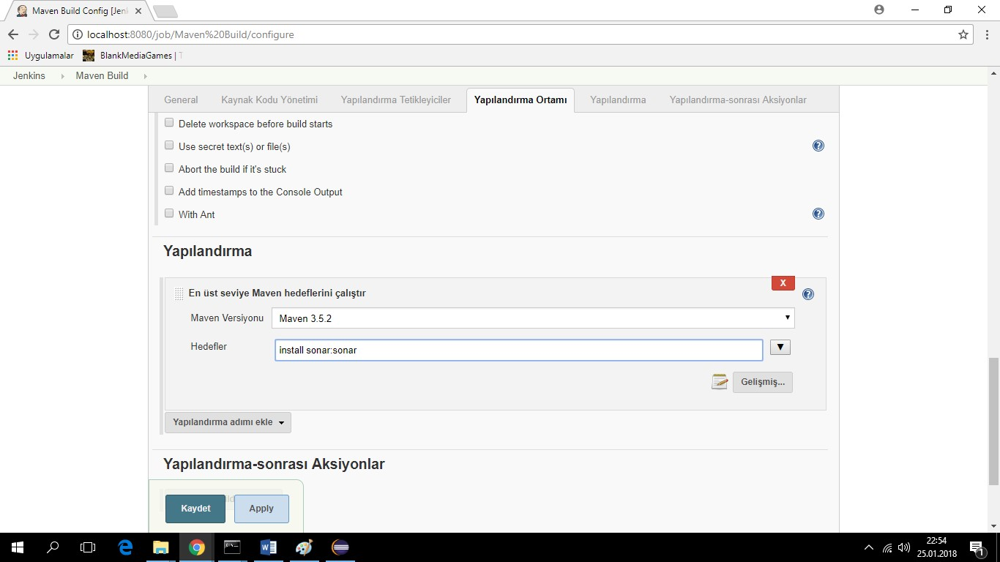 Maven Build Config [Jen
localhost:8080/job/Maven%20Build/configure
Uygulamalar
BlankMediaGames | T
Jenkins
Maven Build
General
Kaynak Kodu Yönetimi
Yapılandırma Tetikleyiciler
Yapılandırma Ortamı
Yapılandırma
Yapılandırma-sonrası Aksiyonlar
Delete workspace before build starts
Use secret text(s) or file(s)
Abort the build if it's stuck
Add timestamps to the Console Output
With Ant
Yapılandırma
X
En üst seviye Maven hedeflerini çalıştır
Maven Versiyonu
Maven 3.5.2
Hedefler
install sonar:sonar
Gelişmiş...
Yapılandırma adımı ekle
Yapılandırma-sonrası Aksiyonlar
Kaydet
Apply
22:54
25.01.2018
1